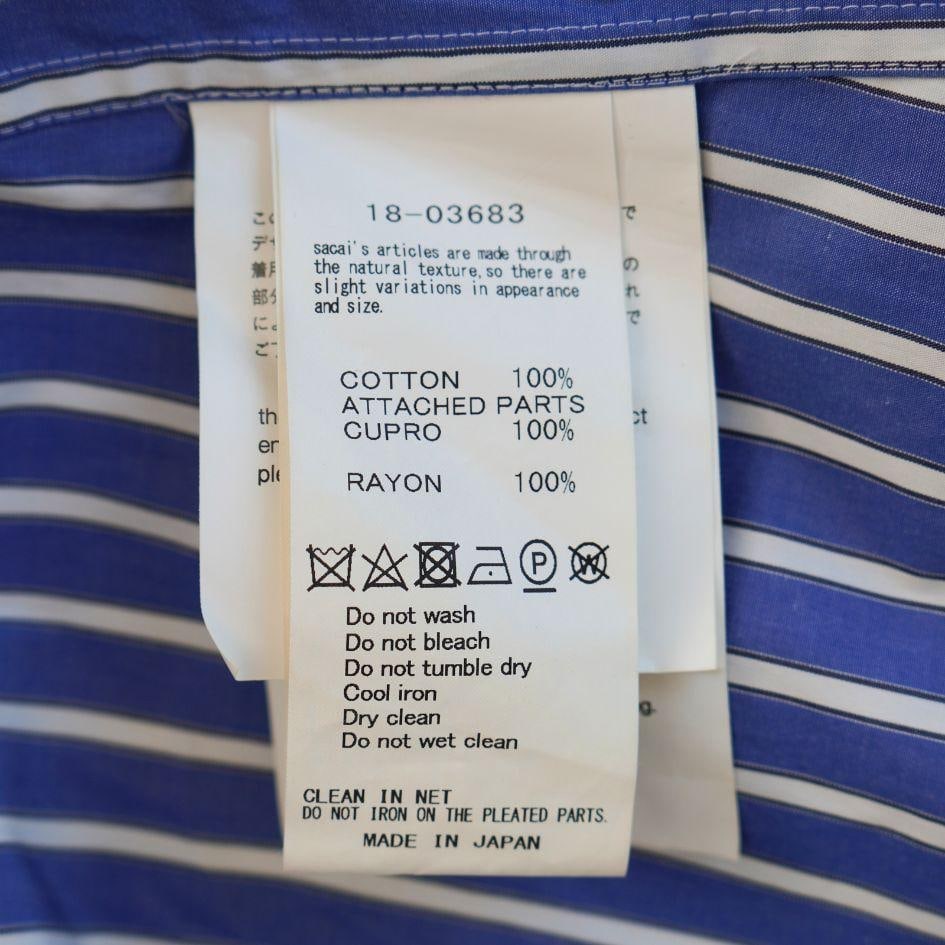 18-03683
sacai's articles are made through
the natural texture, so there are
slight variations in appearance
and size.
COTTON 100%
ATTACHED PARTS
CUPRO 100%
RAYON 100%
P W
Do not wash
Do not bleach
Do not tumble dry
Cool iron
Dry clean
Do not wet clean
CLEAN IN NET
DO NOT IRON ON THE PLEATED PARTS.
MADE IN JAPAN